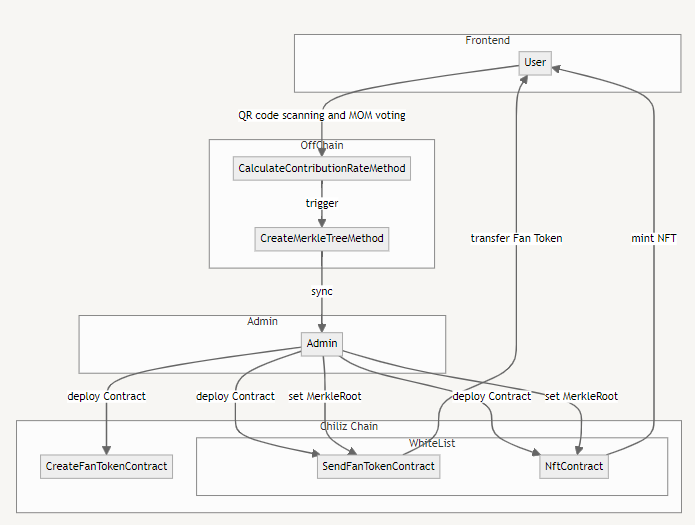 Frontend
User
QR code scanning and MOM voting
OffChain
CalculateContributionRateMethod
trigger
CreateMerkleTreeMethod
transfer Fan Token
mint NFT
sync
Admin
Admin
deploy Contract
deploy Contract
set MerkleRoot
deploy Contract
set MerkleRoot
Chiliz Chain
WhiteList
CreateFanTokenContract
SendFanTokenContract
NftContract